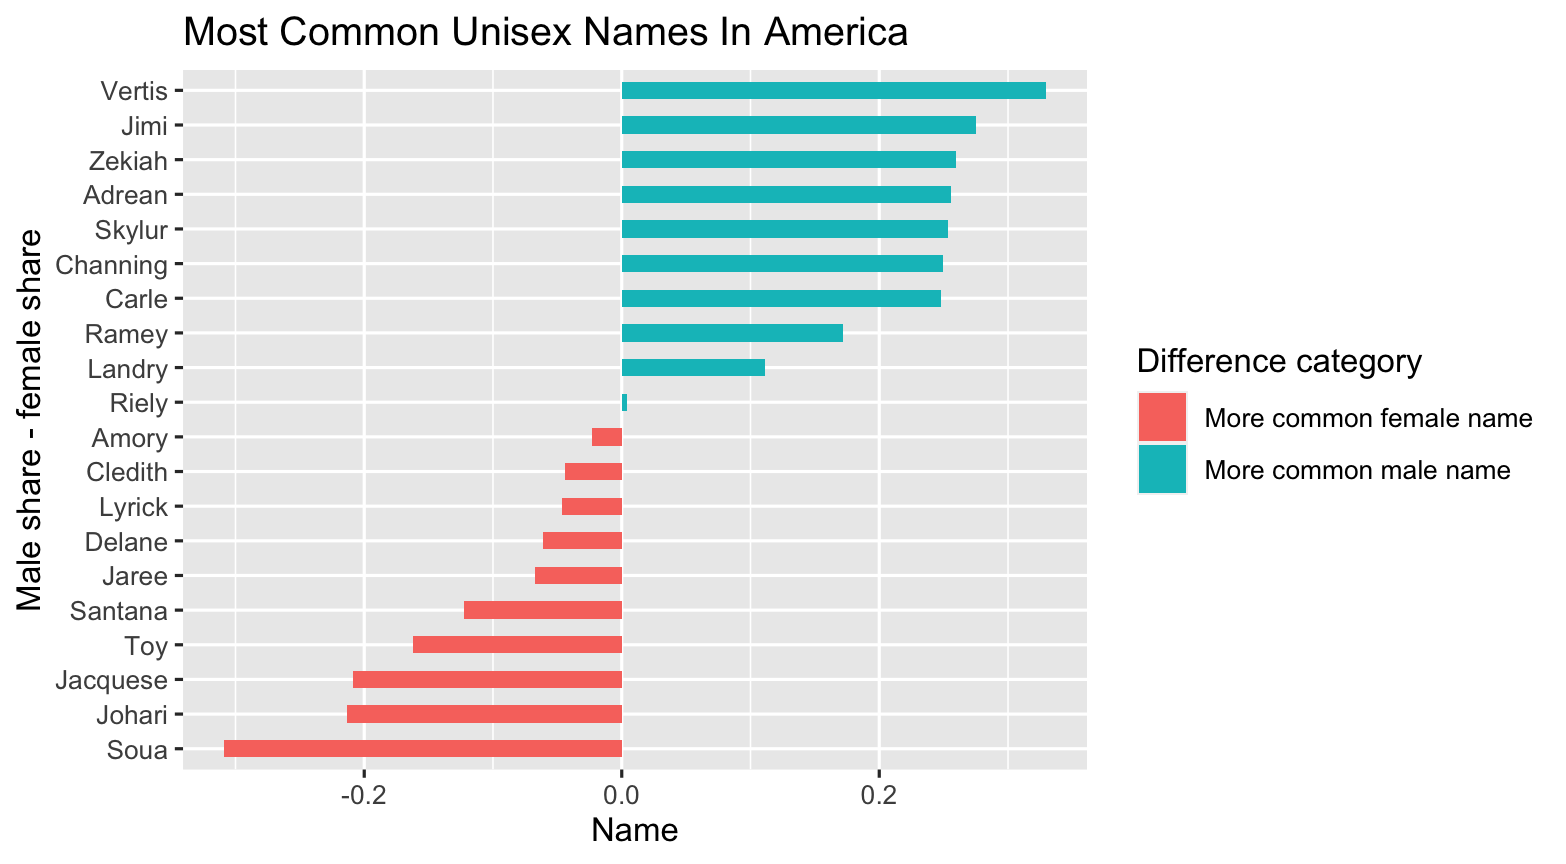 Most Common Unisex Names In America
Male share - female share
Vertis
Jimi
Zekiah
Adrean
Skylur
Channing
Carle
Ramey
Landry
Riely
Amory
Cledith
Lyrick
Delane
Jaree
Santana
Toy
Jacquese
Johari
Soua
-0.2 0.0 0.2
Name
Difference category
More common female name
More common male name